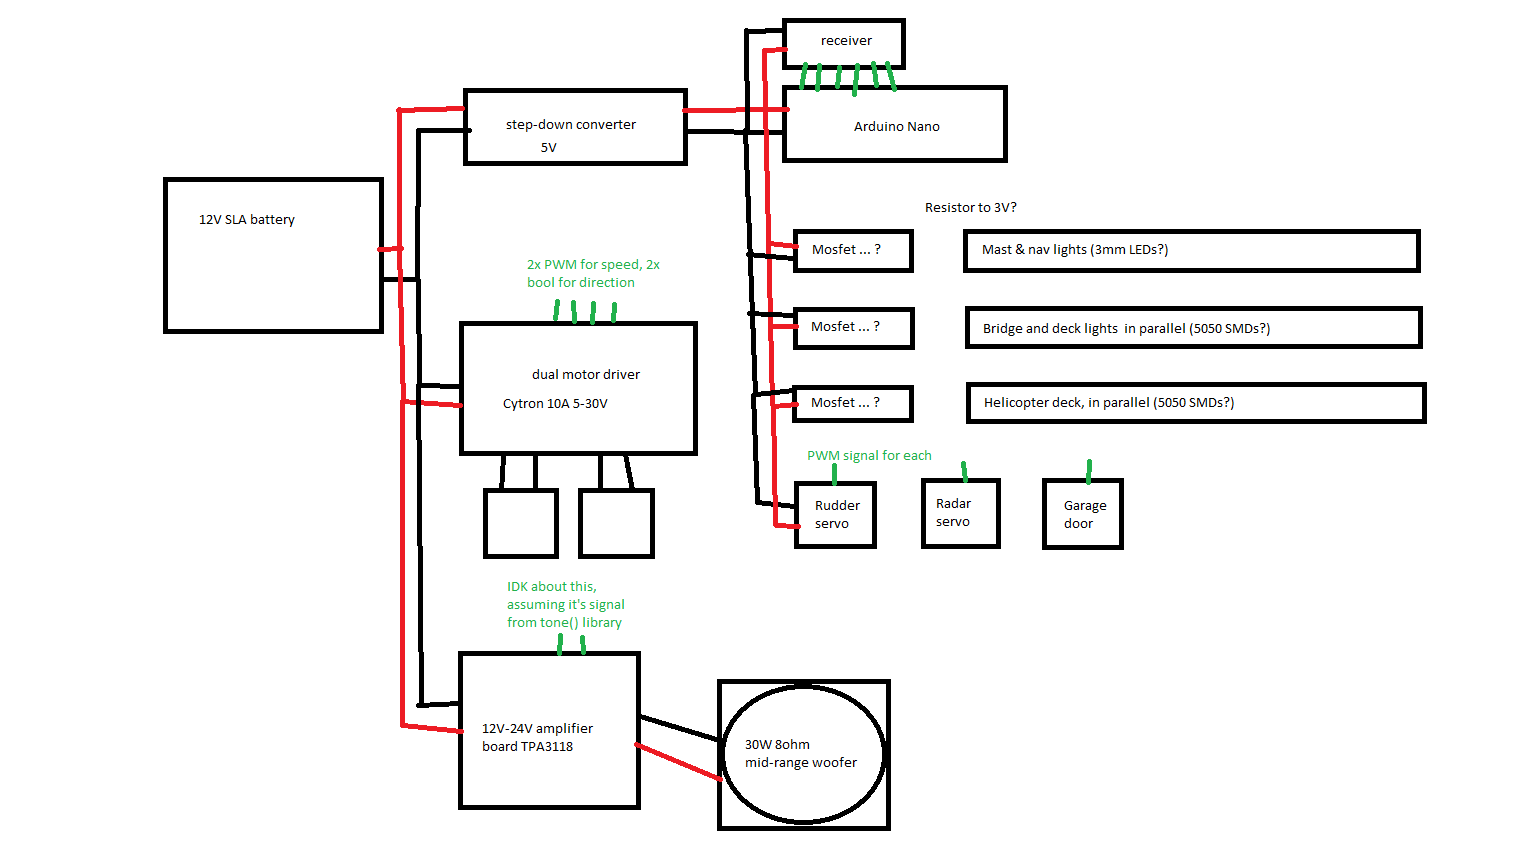 receiver
step-down converter
5V
Arduino Nano
12V SLA battery
Resistor to 3V?
Mosfet ... ?
Mast & nav lights (3mm LEDs?)
2x PWM for speed, 2x
bool for direction
Mosfet ... ?
Bridge and deck lights  in parallel (5050 SMDs?)
dual motor driver
Cytron 10A 5-30V
Mosfet ... ?
Helicopter deck, in parallel (5050 SMDs?)
PWM signal for each
Rudder
servo
Radar
servo
Garage
door
IDK about this,
assuming it's signal
from tone() library
12V-24V amplifier
board TPA3118
30W 8ohm
mid-range woofer